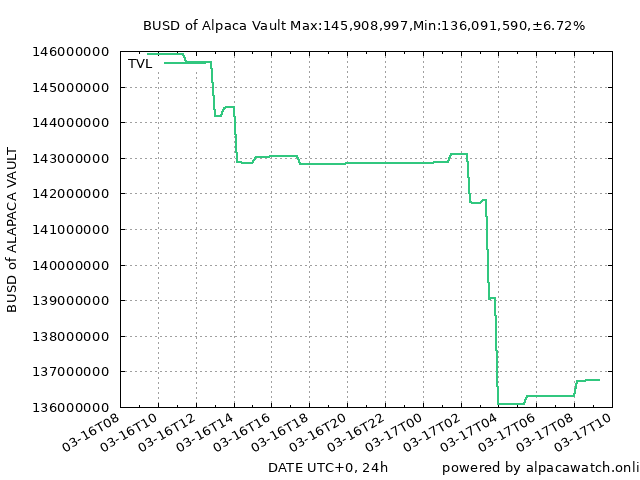 BUSD of Alpaca Vault Max:145,908,997,Min:136,091,590,±6.72%
146000000
TVL
145000000
144000000
143000000
142000000
141000000
140000000
139000000
138000000
137000000
136000000
BUSD of ALAPACA VAULT
03-16T08
03-16T10
03-16T12
03-16T14
03-16T16
03-16T18
03-16T20
03-16T22
03-17T00
03-17T02
03-17T04
03-17T06
03-17T08
03-17T10
DATE UTC+0, 24h
powered by alpacawatch.onli